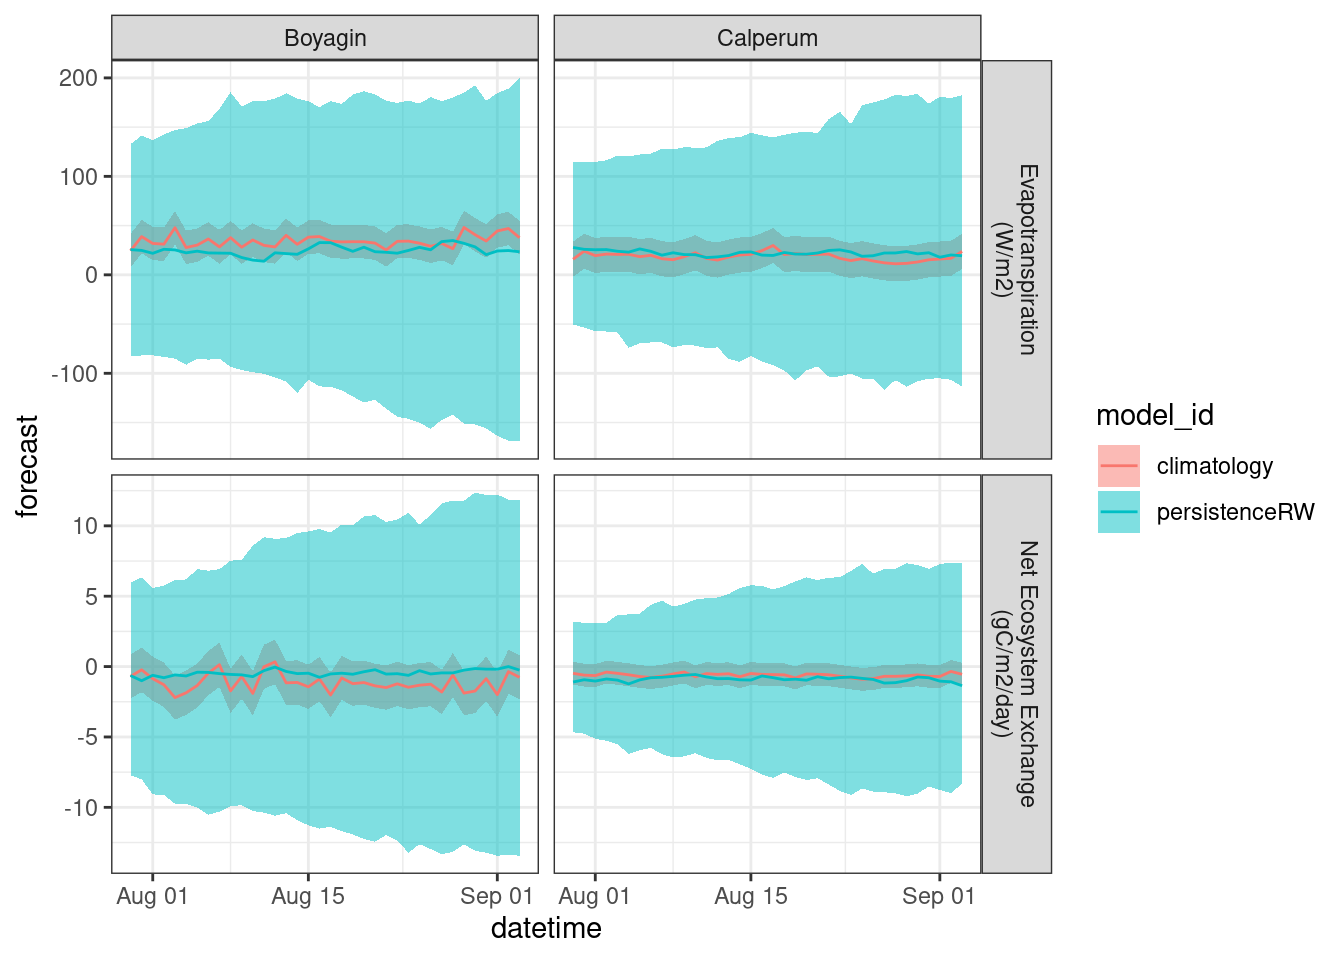 Boyagin
Calperum
200
100
0
-100
Evapotranspiration
(W/m2)
10
5
0
-5
-10
Net Ecosystem Exchange
(gC/m2/day)
forecast
Aug 01
Aug 15
Sep 01
Aug 01
Aug 15
Sep 01
datetime
model_id
climatology
persistenceRW